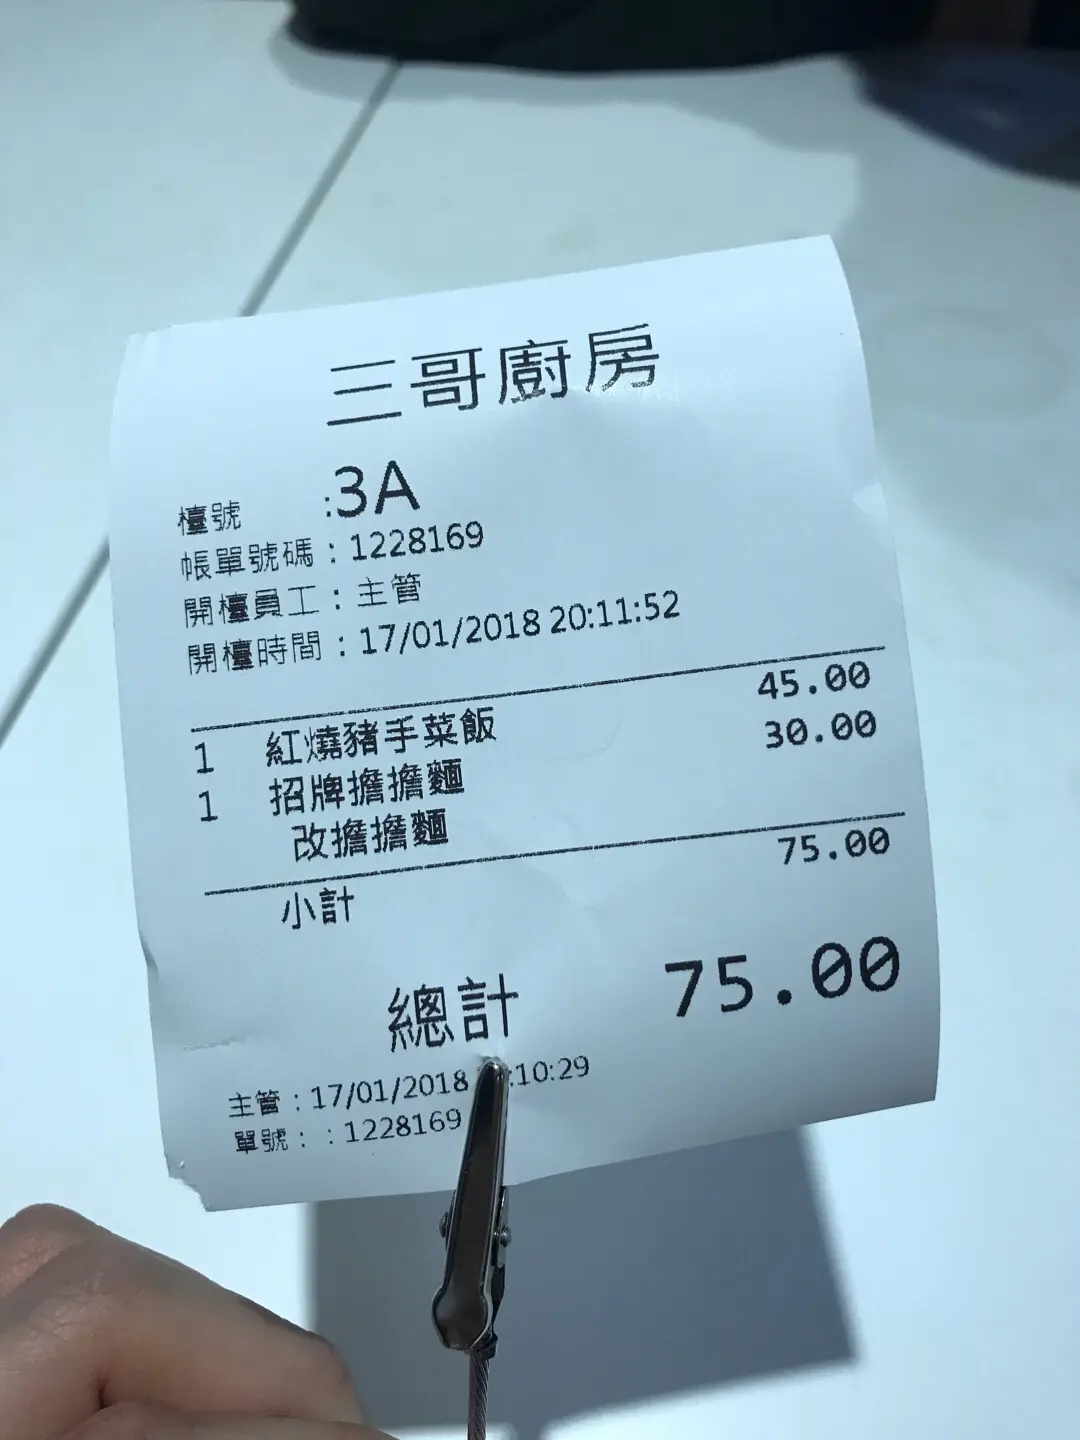 三哥廚房
檯號 :3A
帳單號碼 : 1228169
開檯員工 : 主管
開檯時間 : 17/01/2018 20:11:52
1 紅燒豬手菜飯 45.00
1 招牌擔擔麵 30.00
改擔擔麵
小計 75.00
總計 75.00
主管 : 17/01/2018 :10:29
單號 : : 1228169